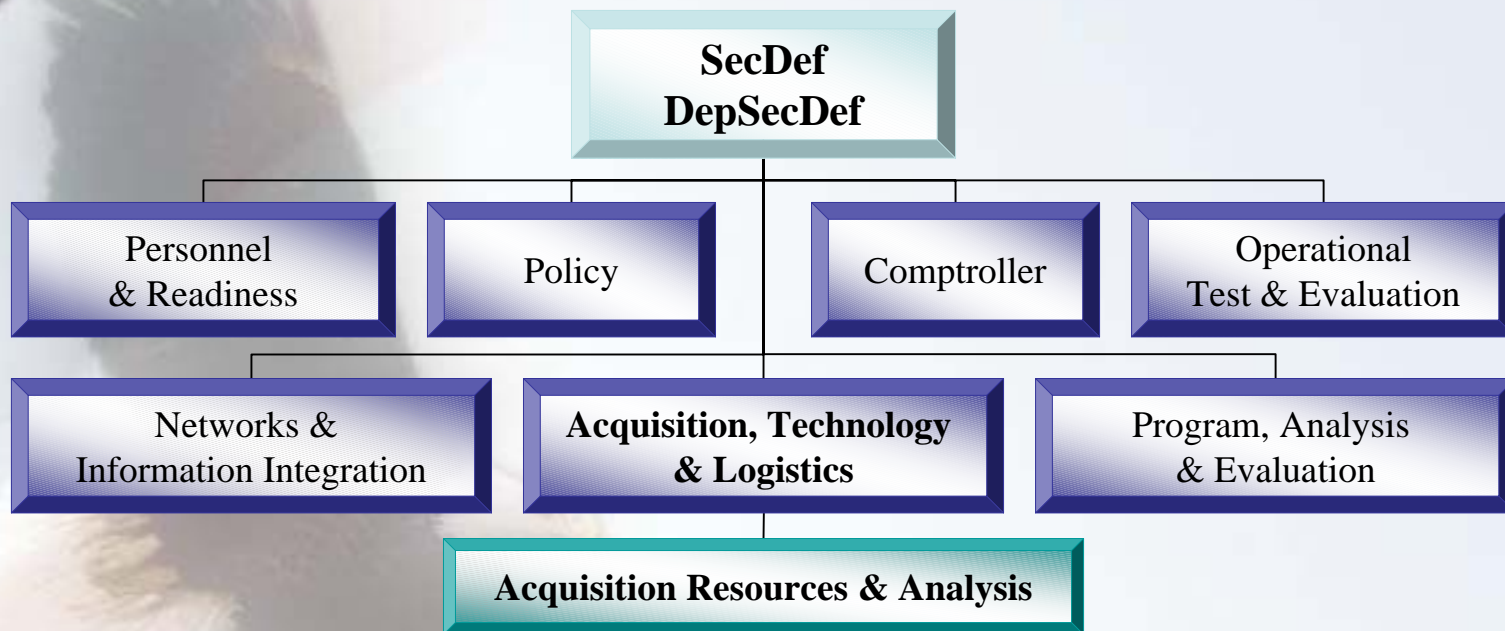 SecDef
DepSecDef
Personnel
& Readiness
Policy
Comptroller
Operational
Test & Evaluation
Networks &
Information Integration
Acquisition, Technology
& Logistics
Program, Analysis
& Evaluation
Acquisition Resources & Analysis